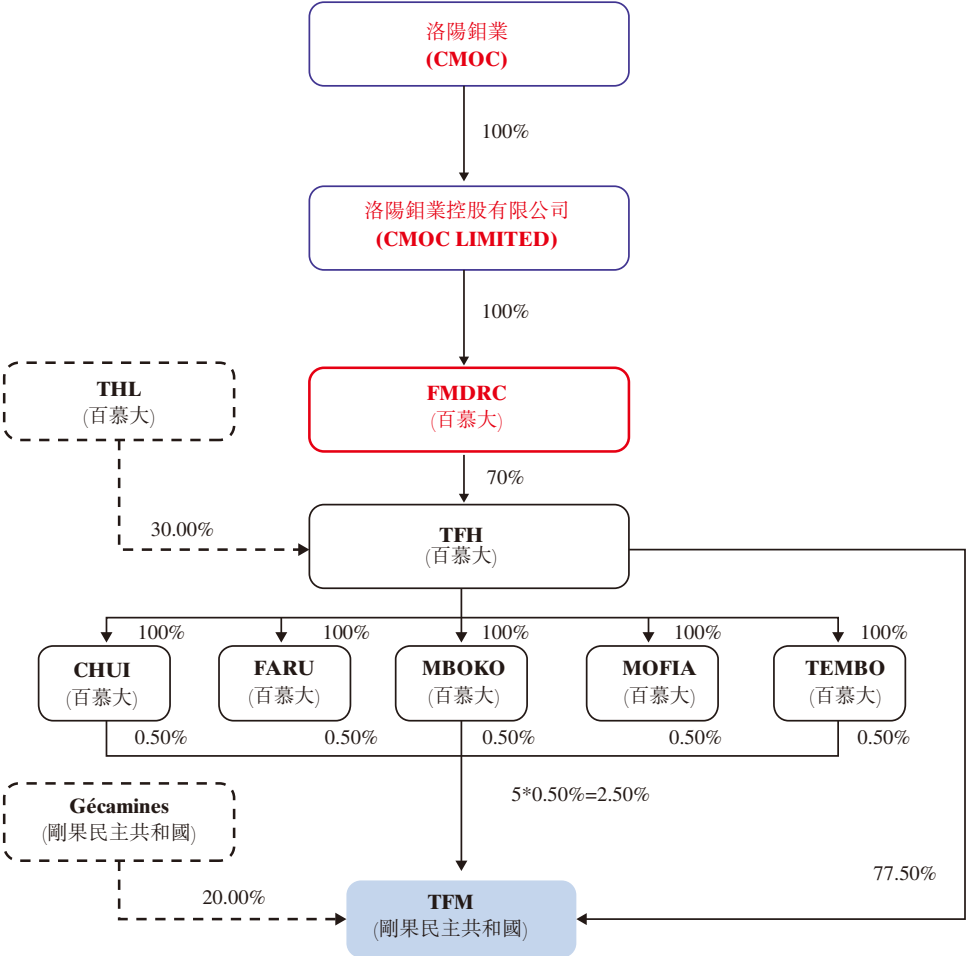 洛陽鉬業
(CMOC)
100%
洛陽鉬業控股有限公司
(CMOC LIMITED)
100%
THL
(百慕大)
FMDRC
(百慕大)
70%
30.00%
TFH
(百慕大)
100%
100%
100%
100%
100%
CHUI
(百慕大)
FARU
(百慕大)
MBOKO
(百慕大)
MOFIA
(百慕大)
TEMBO
(百慕大)
0.50%
0.50%
0.50%
0.50%
0.50%
5*0.50%=2.50%
Gécamines
(剛果民主共和國)
77.50%
20.00%
TFM
(剛果民主共和國)